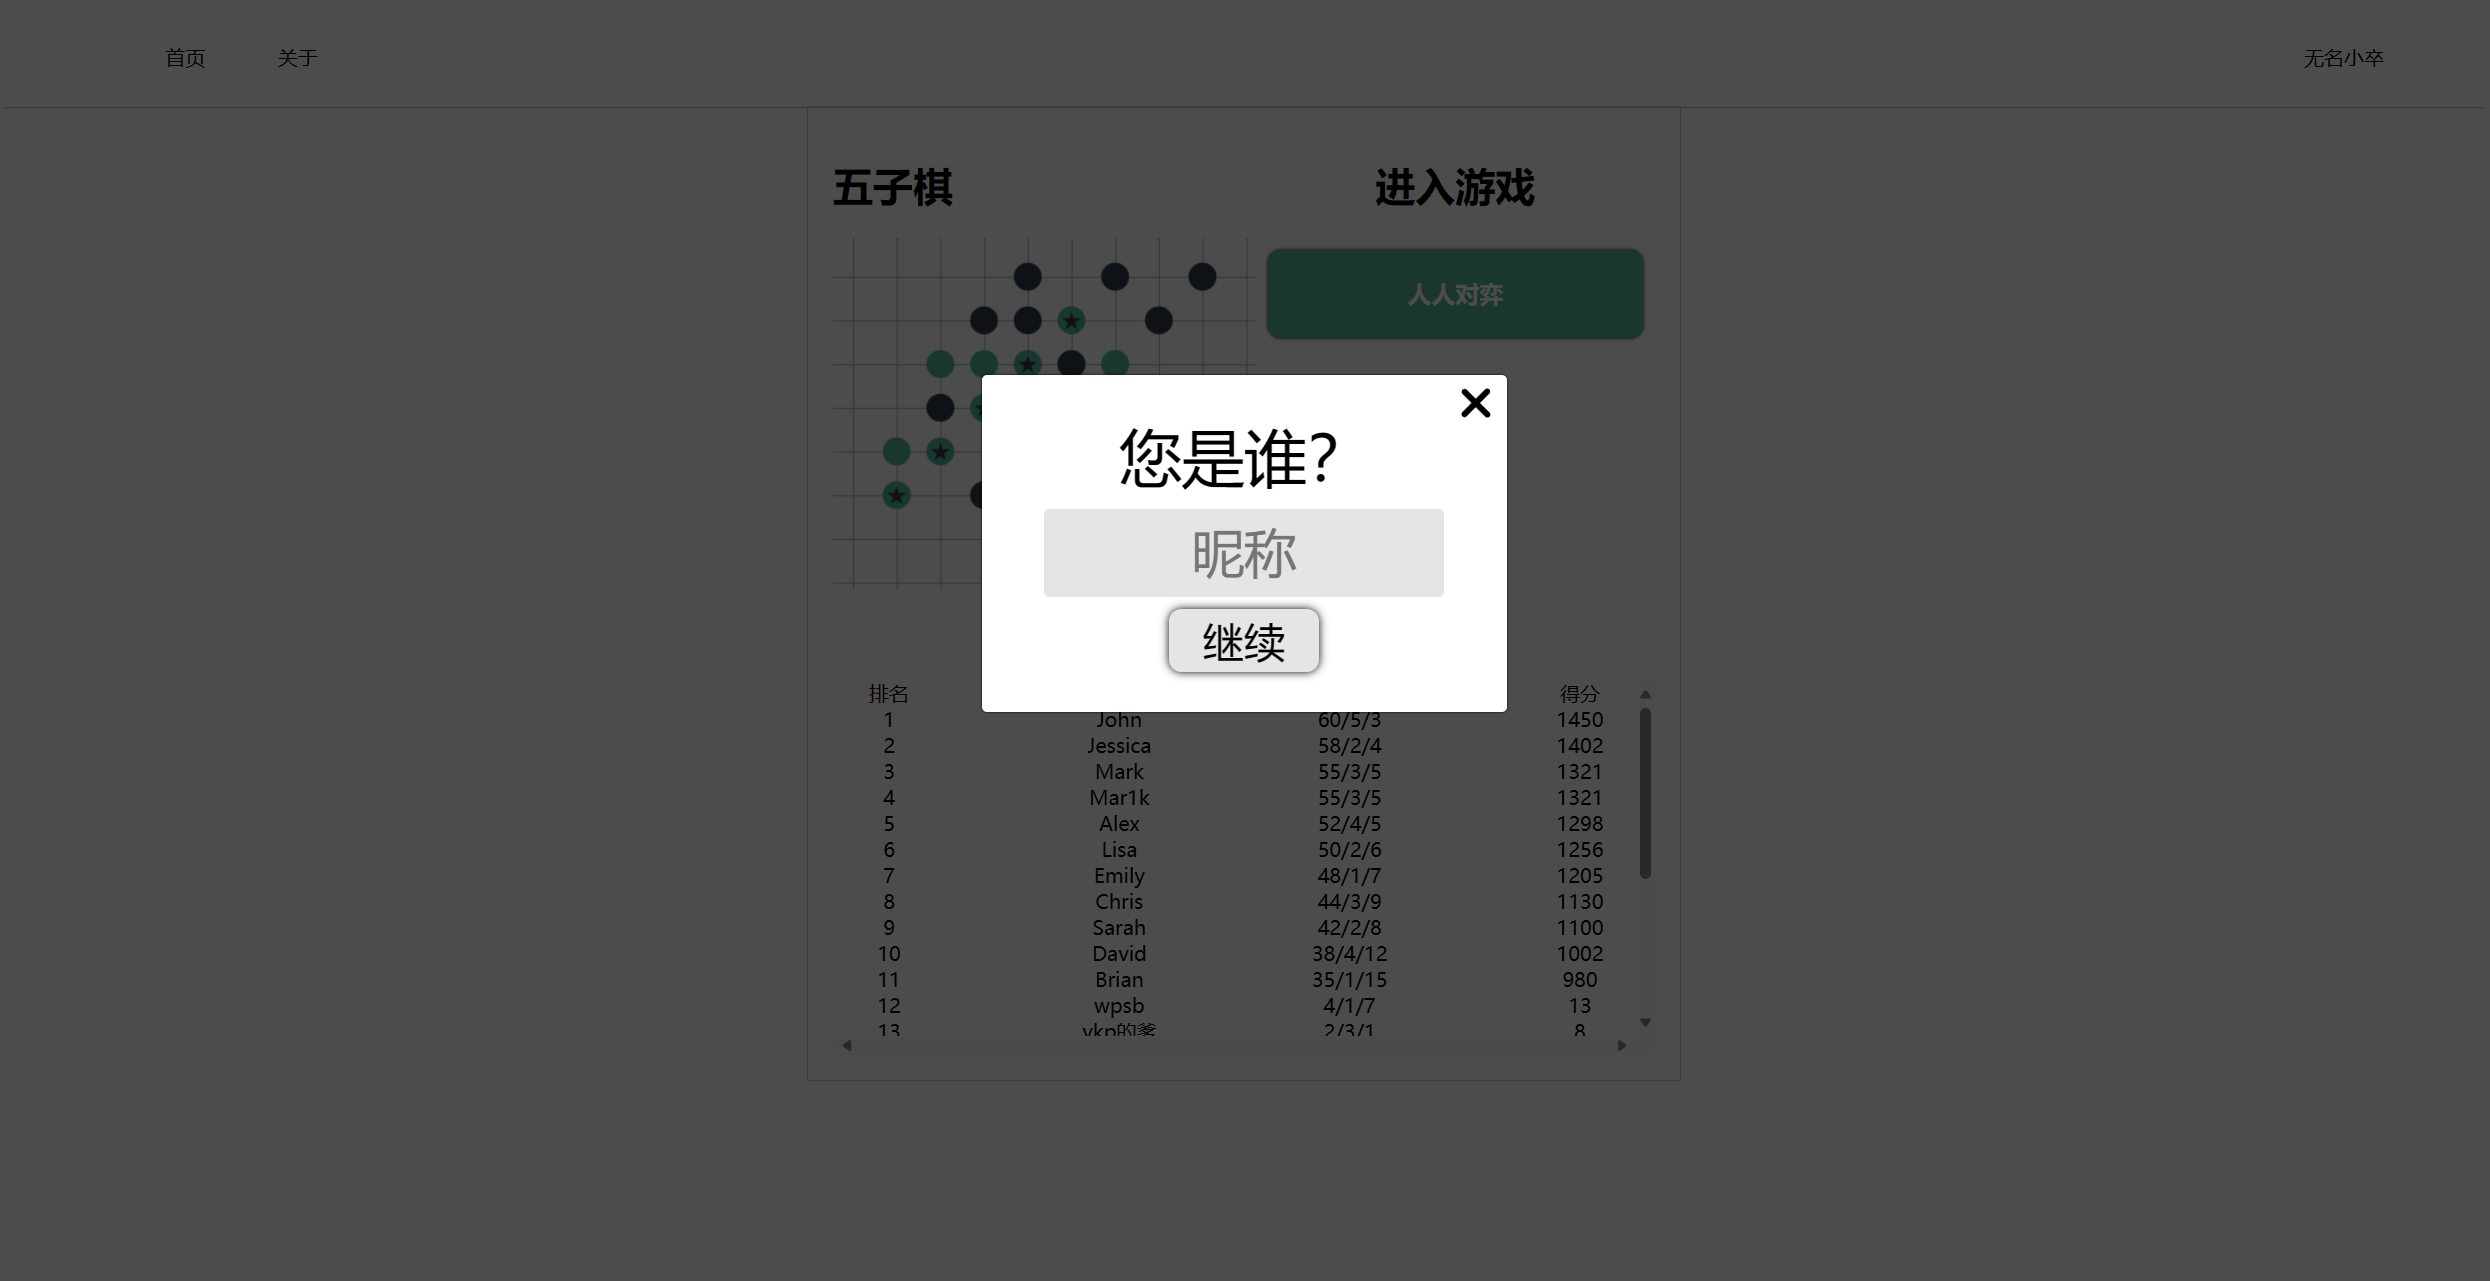 首页 关于 无名小卒
五子棋 进入游戏
人人对弈
您是谁?
昵称
继续
排名 得分
1 John 60/5/3 1450
2 Jessica 58/2/4 1402
3 Mark 55/3/5 1321
4 Mar1k 55/3/5 1321
5 Alex 52/4/5 1298
6 Lisa 50/2/6 1256
7 Emily 48/1/7 1205
8 Chris 44/3/9 1130
9 Sarah 42/2/8 1100
10 David 38/4/12 1002
11 Brian 35/1/15 980
12 wpsb 4/1/7 13
13 ykp的爹 2/3/1 8